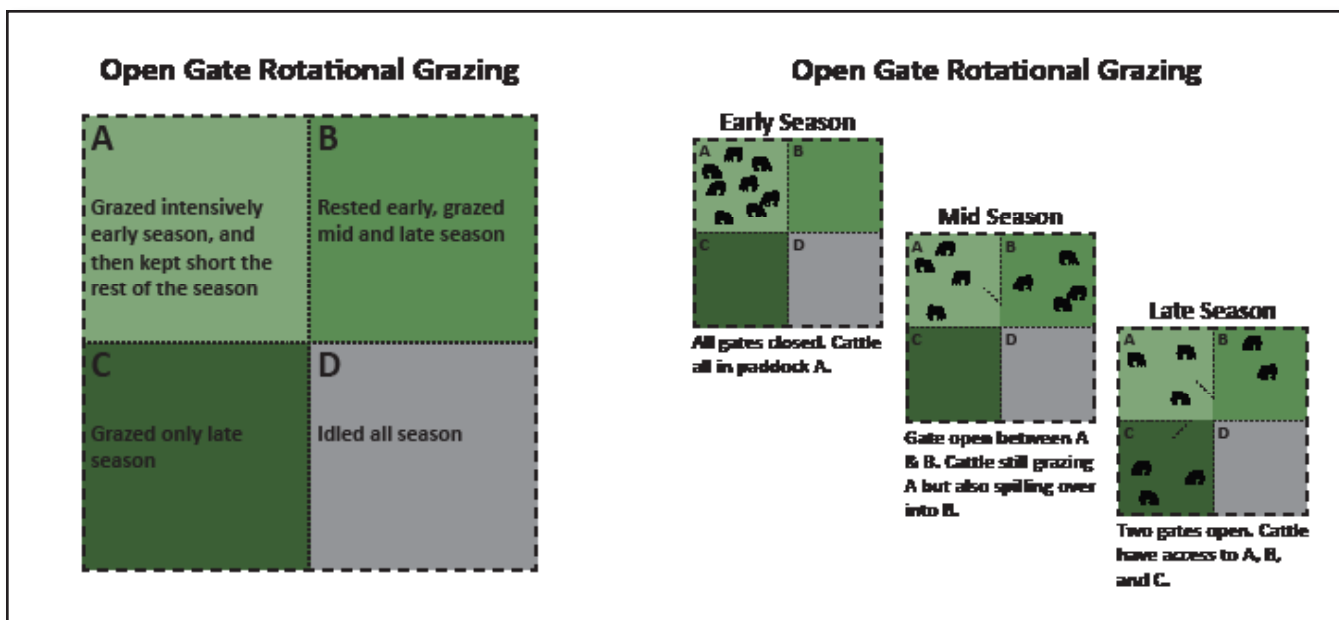 Open Gate Rotational Grazing
A
Grazed intensively
early season, and
then kept short the
rest of the season
B
Rested early, grazed
mid and late season
C
Grazed only late
season
D
Idled all season
Open Gate Rotational Grazing
Early Season
A
B
C
D
All gates closed. Cattle
all in paddock A.
Mid Season
A
B
C
D
Gate open between A
& B. Cattle still grazing
A but also spilling over
into B.
Late Season
A
B
C
D
Two gates open. Cattle
have access to A, B,
and C.